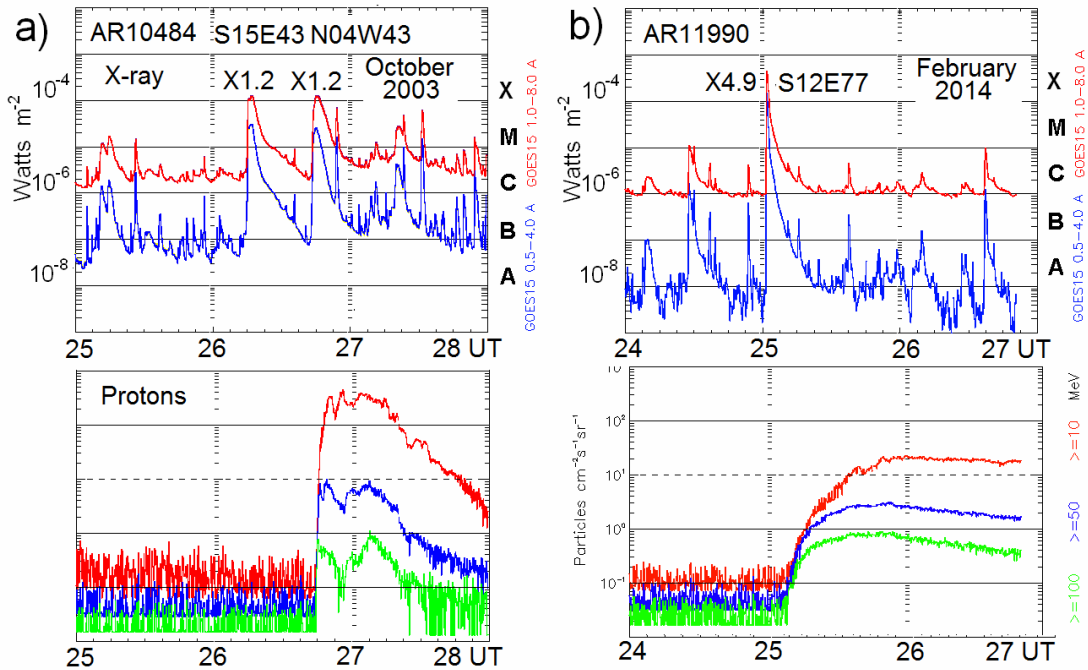 a)
AR10484 S15E43 N04W43
X-ray X1.2 X1.2 October
2003
10⁻⁴
10⁻⁶
10⁻⁸
Watts m⁻²
X
M
C
B
A
GOES15 1.0–8.0 A
GOES15 0.5–4.0 A
25 26 27 28 UT
Protons
25 26 27 28 UT
b)
AR11990
X4.9 S12E77 February
2014
10⁻⁴
10⁻⁶
10⁻⁸
Watts m⁻²
X
M
C
B
A
GOES15 1.0–8.0 A
GOES15 0.5–4.0 A
24 25 26 27 UT
10
10²
10¹
10⁰
10⁻¹
Particles cm⁻²s⁻¹sr⁻¹
MeV
>=10
>=50
>=100
24 25 26 27 UT